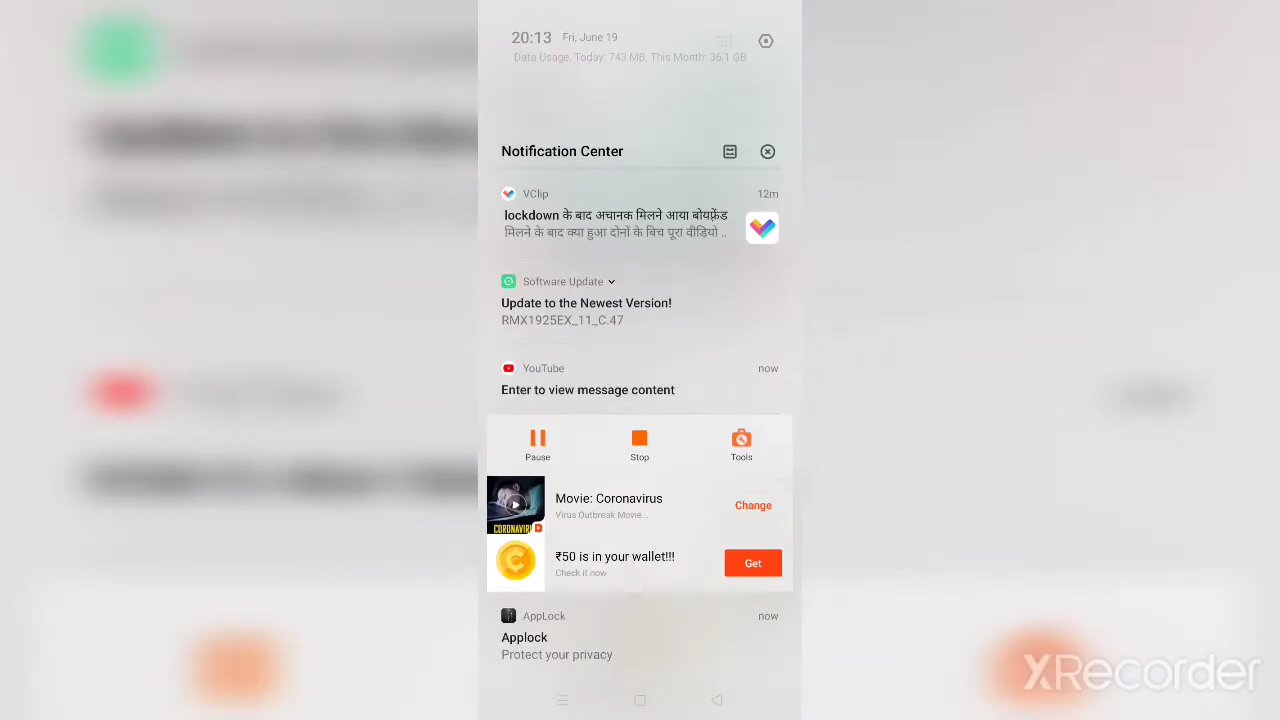 20:13 Fri, June 19
Data Usage, Today: 743 MB, This Month: 36.1 GB
Notification Center
VClip 12m
lockdown के बाद अचानक मिलने आया बोयफ्रेंड
मिलने के बाद क्या हुआ दोनों के बिच पूरा वीडियो ..
Software Update
Update to the Newest Version!
RMX1925EX_11_C.47
YouTube now
Enter to view message content
Pause Stop Tools
Movie: Coronavirus
Virus Outbreak Movie...
Change
CORONAVIRU
₹50 is in your wallet!!!
Check it now
Get
AppLock now
Applock
Protect your privacy
XRecorder